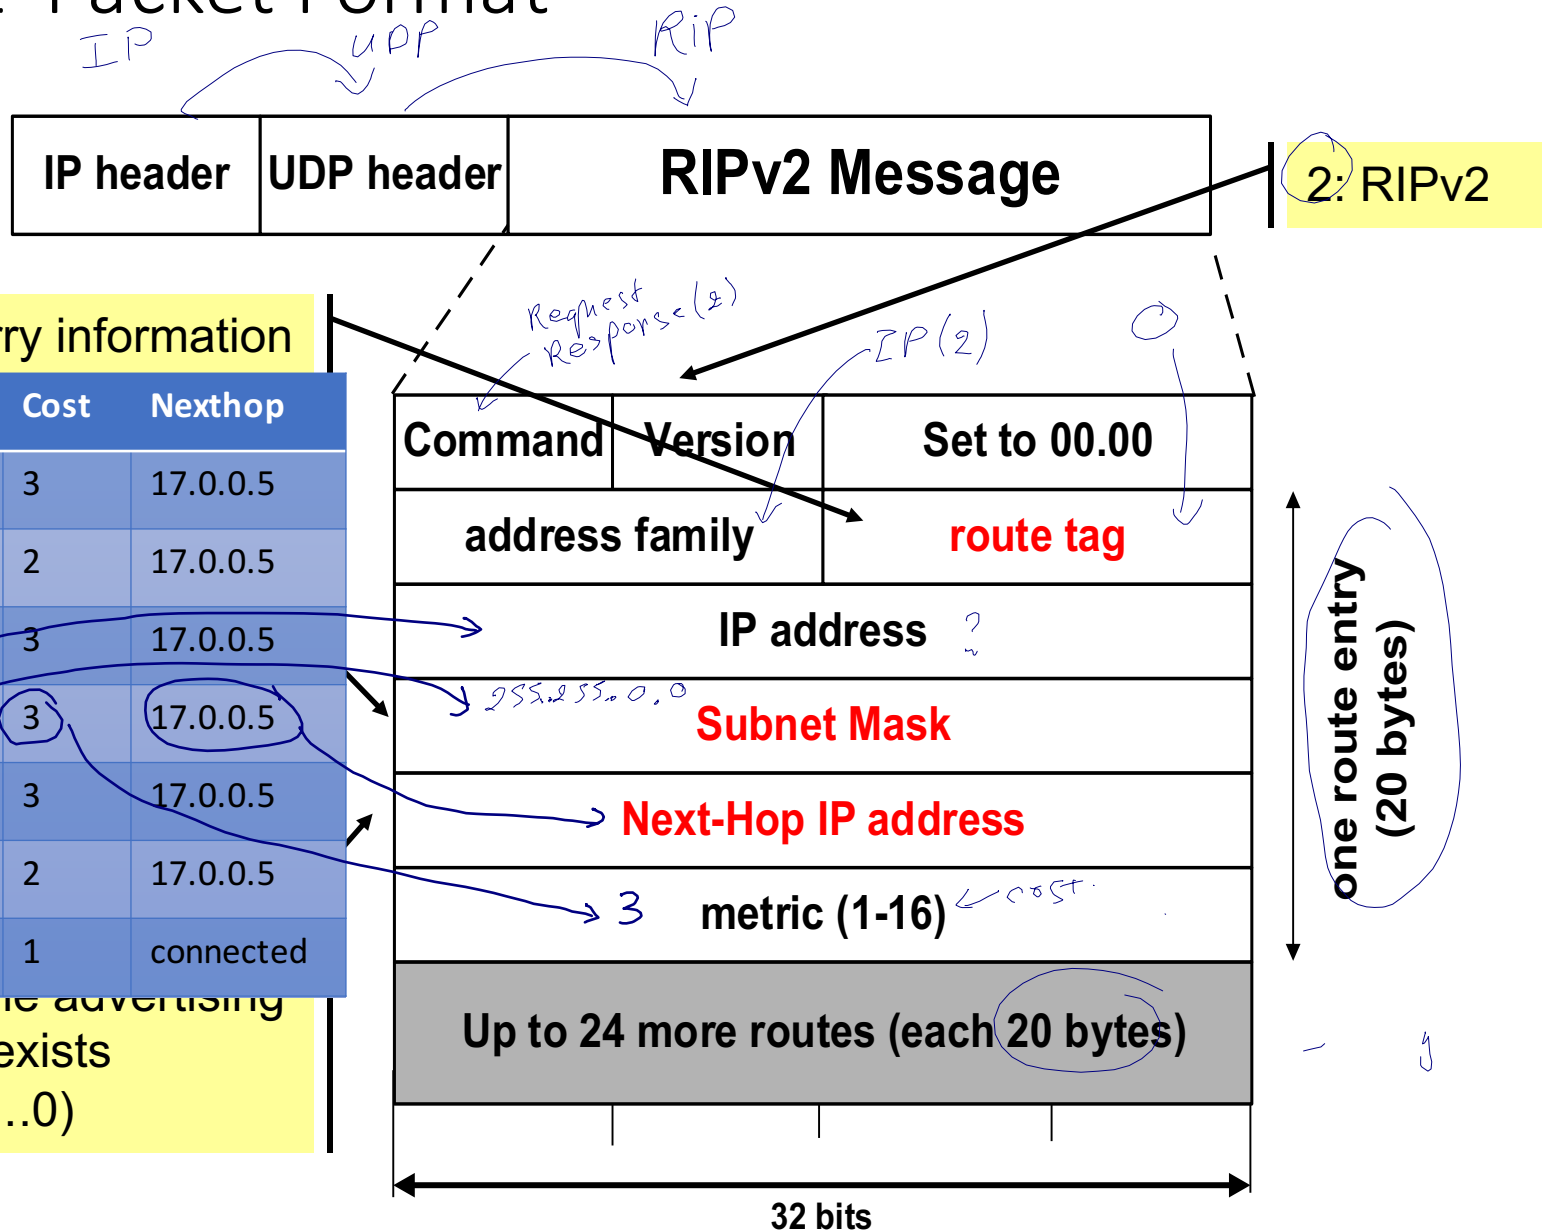 Packet Format
IP
UDP
RiP
IP header
UDP header
RIPv2 Message
2: RIPv2
Request
Response(2)
IP(2)
0
ry information
Cost Nexthop
3 17.0.0.5
2 17.0.0.5
3 17.0.0.5
3 17.0.0.5
3 17.0.0.5
2 17.0.0.5
1 connected
advertising
exists
..0)
Command
Version
Set to 00.00
address family
route tag
IP address ?
255.255.0.0
Subnet Mask
Next-Hop IP address
3 metric (1-16) cost.
Up to 24 more routes (each 20 bytes)
one route entry
(20 bytes)
32 bits